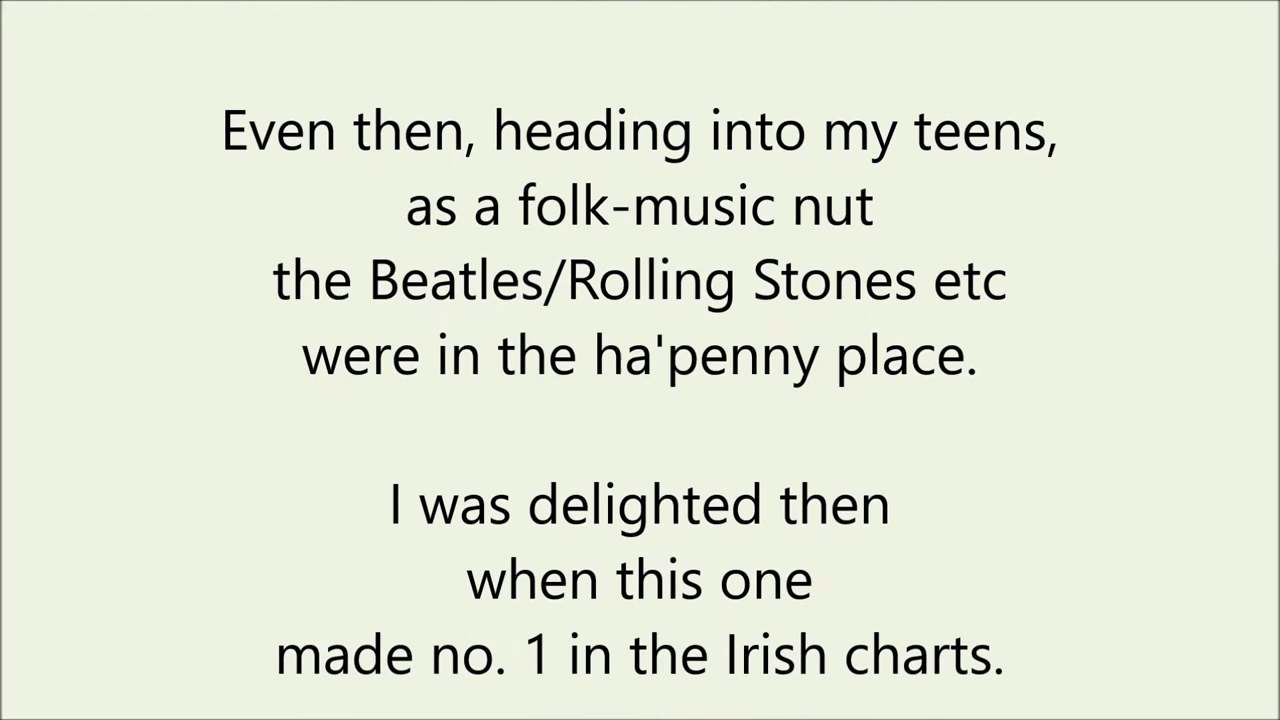 Even then, heading into my teens,
as a folk-music nut
the Beatles/Rolling Stones etc
were in the ha'penny place.
I was delighted then
when this one
made no. 1 in the Irish charts.